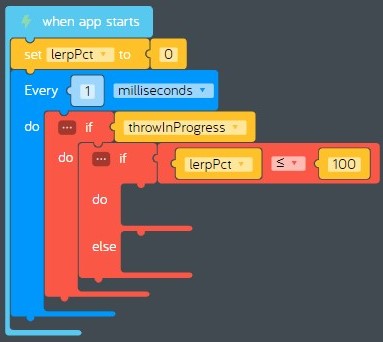 when app starts
set lerpPct to 0
Every 1 milliseconds
do ... if throwInProgress
do ... if lerpPct ≤ 100
do
else